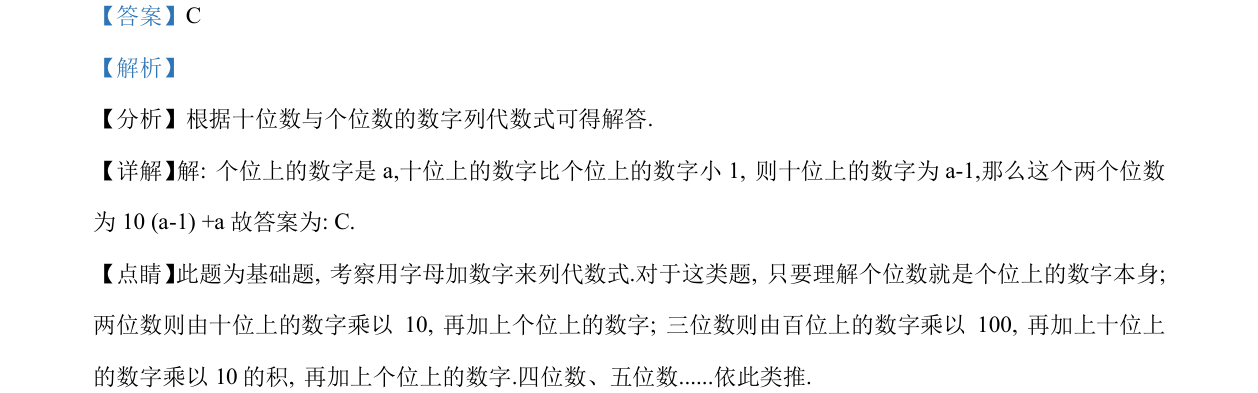 【答案】C
【解析】
【分析】根据十位数与个位数的数字列代数式可得解答.
【详解】解: 个位上的数字是 a,十位上的数字比个位上的数字小 1, 则十位上的数字为 a-1,那么这个两个位数
为 10 (a-1) +a 故答案为: C.
【点睛】此题为基础题, 考察用字母加数字来列代数式.对于这类题, 只要理解个位数就是个位上的数字本身;
两位数则由十位上的数字乘以 10, 再加上个位上的数字; 三位数则由百位上的数字乘以 100, 再加上十位上
的数字乘以 10 的积, 再加上个位上的数字.四位数、五位数......依此类推.